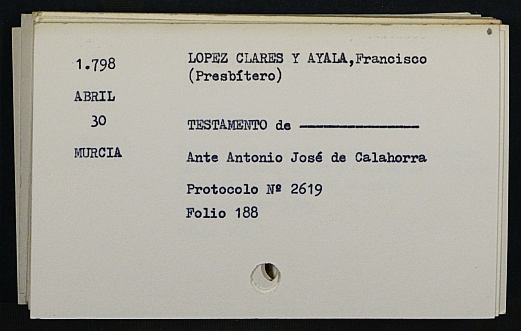 1.798
ABRIL
30
MURCIA
LOPEZ CLARES Y AYALA, Francisco
(Presbítero)
TESTAMENTO de ―――――――
Ante Antonio José de Calahorra
Protocolo Nº 2619
Folio 188